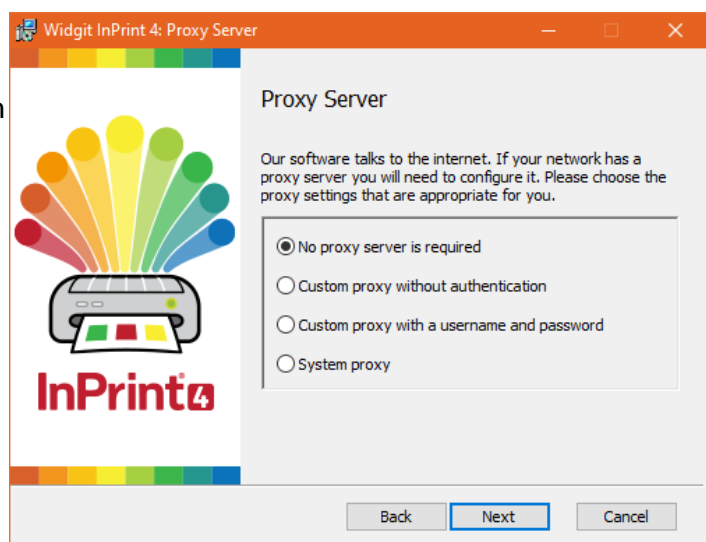 Widgit InPrint 4: Proxy Server
n
Proxy Server
Our software talks to the internet. If your network has a
proxy server you will need to configure it. Please choose the
proxy settings that are appropriate for you.
No proxy server is required
Custom proxy without authentication
Custom proxy with a username and password
System proxy
InPrint 4
Back Next Cancel